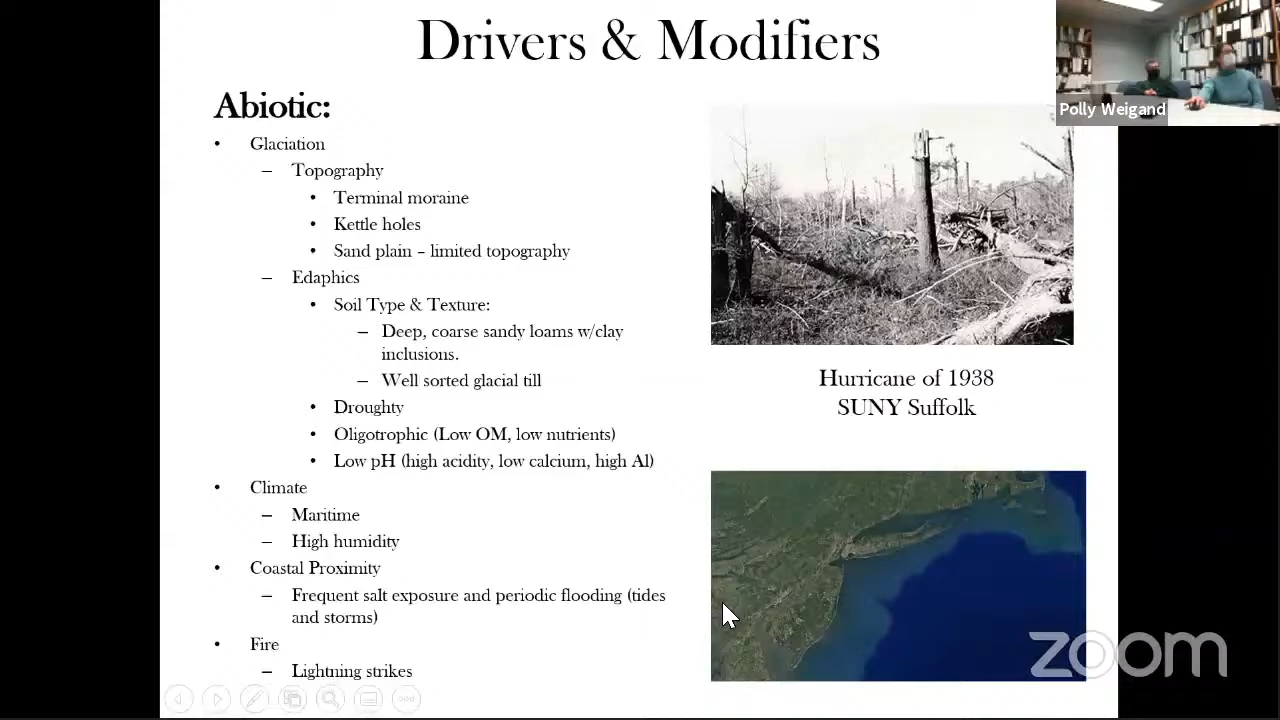 Drivers & Modifiers
Polly Weigand
Abiotic:
• Glaciation
– Topography
• Terminal moraine
• Kettle holes
• Sand plain – limited topography
– Edaphics
• Soil Type & Texture:
– Deep, coarse sandy loams w/clay
inclusions.
– Well sorted glacial till
• Droughty
• Oligotrophic (Low OM, low nutrients)
• Low pH (high acidity, low calcium, high Al)
• Climate
– Maritime
– High humidity
• Coastal Proximity
– Frequent salt exposure and periodic flooding (tides
and storms)
• Fire
– Lightning strikes
Hurricane of 1938
SUNY Suffolk
zoom